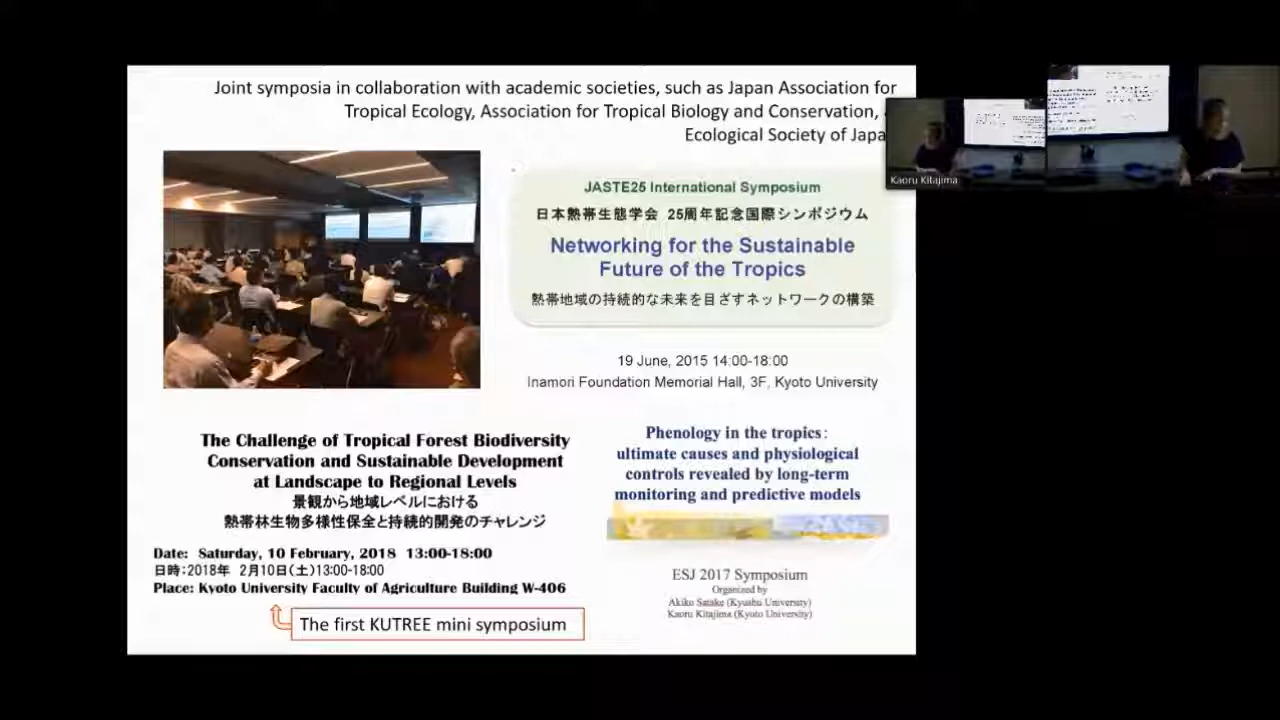 Joint symposia in collaboration with academic societies, such as Japan Association for
Tropical Ecology, Association for Tropical Biology and Conservation,
Ecological Society of Japa
Kaoru Kitajima
JASTE25 International Symposium
日本熱帯生態学会 25周年記念国際シンポジウム
Networking for the Sustainable
Future of the Tropics
熱帯地域の持続的な未来を目ざすネットワークの構築
19 June, 2015 14:00-18:00
Inamori Foundation Memorial Hall, 3F, Kyoto University
The Challenge of Tropical Forest Biodiversity
Conservation and Sustainable Development
at Landscape to Regional Levels
景観から地域レベルにおける
熱帯林生物多様性保全と持続的開発のチャレンジ
Date: Saturday, 10 February, 2018 13:00-18:00
日時:2018年 2月10日(土)13:00-18:00
Place: Kyoto University Faculty of Agriculture Building W-406
The first KUTREE mini symposium
Phenology in the tropics:
ultimate causes and physiological
controls revealed by long-term
monitoring and predictive models
ESJ 2017 Symposium
Organized by
Akiko Satake (Kyushu University)
Kaoru Kitajima (Kyoto University)